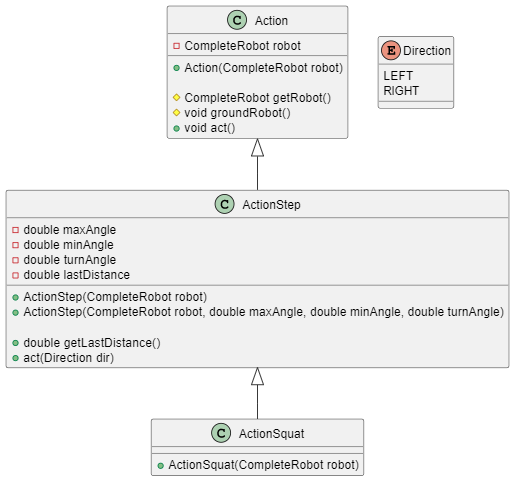 C Action
CompleteRobot robot
Action(CompleteRobot robot)
CompleteRobot getRobot()
void groundRobot()
void act()
E Direction
LEFT
RIGHT
C ActionStep
double maxAngle
double minAngle
double turnAngle
double lastDistance
ActionStep(CompleteRobot robot)
ActionStep(CompleteRobot robot, double maxAngle, double minAngle, double turnAngle)
double getLastDistance()
act(Direction dir)
C ActionSquat
ActionSquat(CompleteRobot robot)